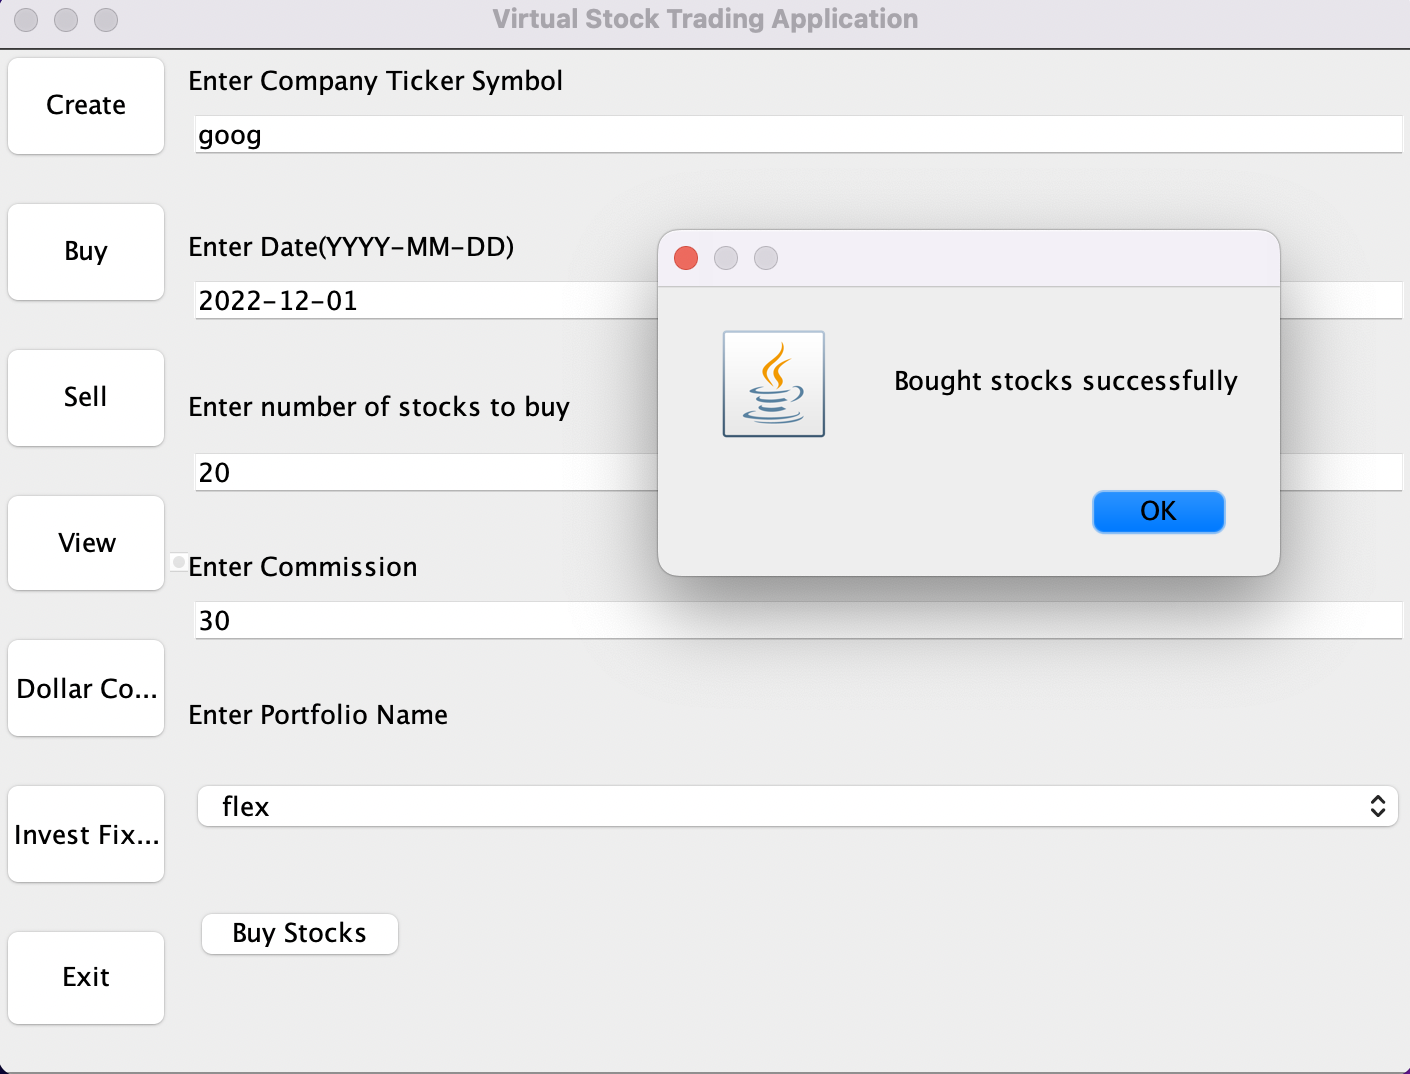 Virtual Stock Trading Application
Create
Enter Company Ticker Symbol
goog
Buy
Enter Date(YYYY-MM-DD)
2022-12-01
Sell
Enter number of stocks to buy
20
View
Enter Commission
30
Dollar Co...
Enter Portfolio Name
Invest Fix...
flex
Exit
Buy Stocks
Bought stocks successfully
OK